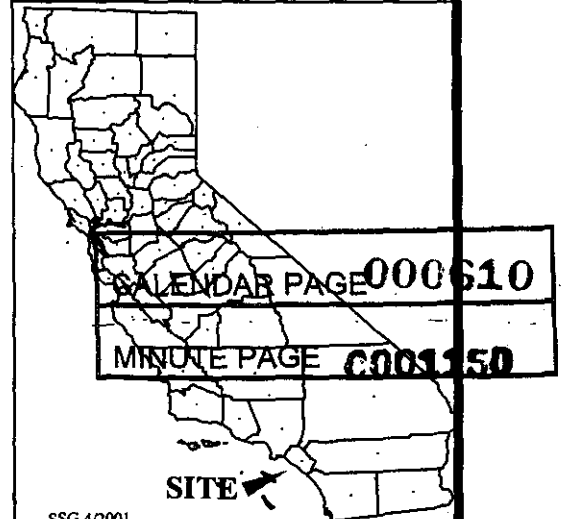 CALENDAR PAGE 000610
MINUTE PAGE C001150
SITE
SSG 4/2001